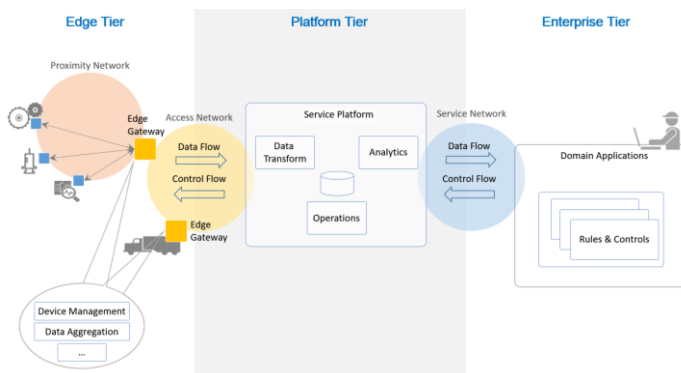 Edge Tier
Platform Tier
Enterprise Tier
Proximity Network
Edge
Gateway
Access Network
Data Flow
Control Flow
Edge
Gateway
Service Platform
Data
Transform
Analytics
Operations
Service Network
Data Flow
Control Flow
Domain Applications
Rules & Controls
Device Management
Data Aggregation
...